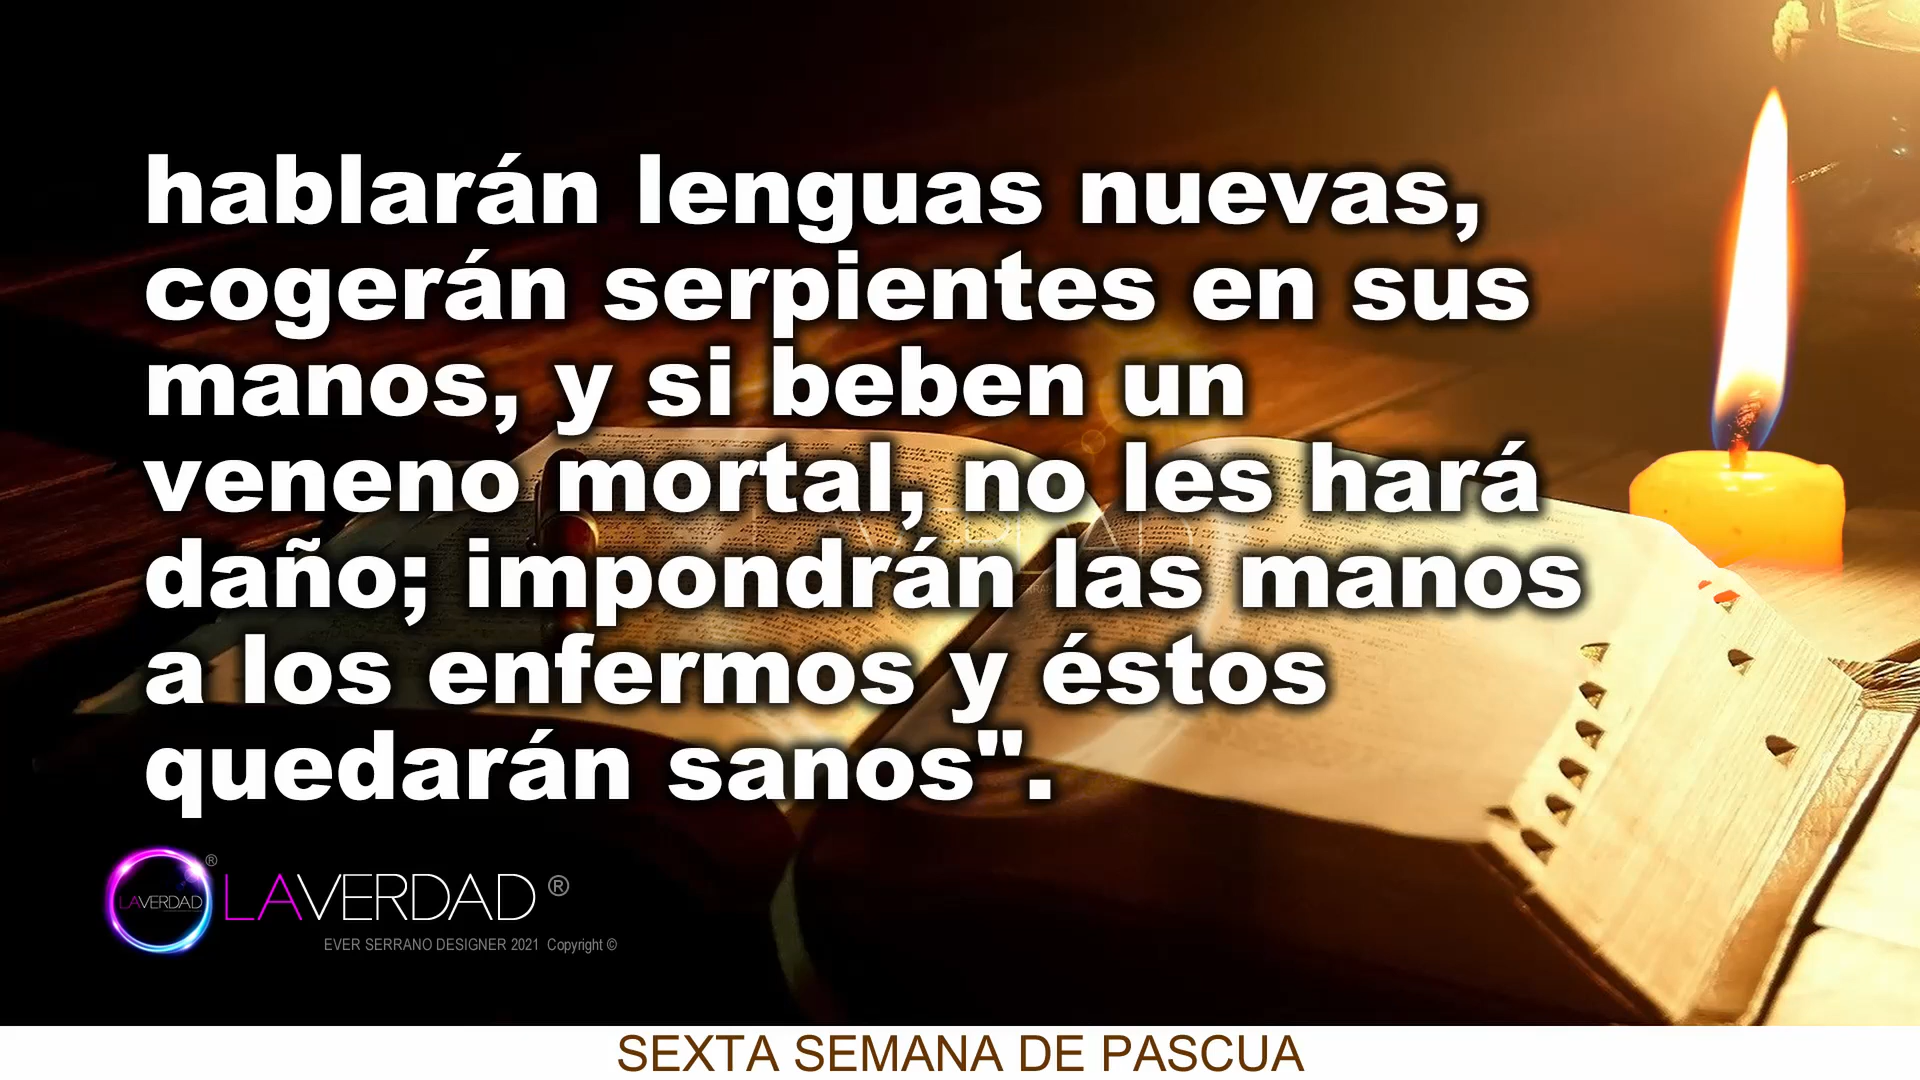 hablarán lenguas nuevas,
cogerán serpientes en sus
manos, y si beben un
veneno mortal, no les hará
daño; impondrán las manos
a los enfermos y éstos
quedarán sanos".
LAVERDAD ®
LAVERDAD ®
EVER SERRANO DESIGNER 2021 Copyright ©
SEXTA SEMANA DE PASCUA